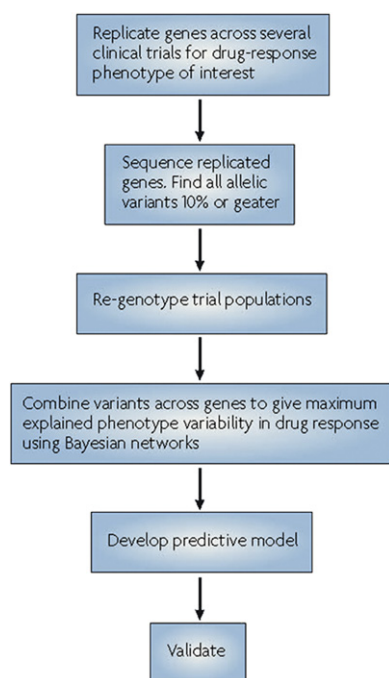 Replicate genes across several
clinical trials for drug-response
phenotype of interest
Sequence replicated
genes. Find all allelic
variants 10% or geater
Re-genotype trial populations
Combine variants across genes to give maximum
explained phenotype variability in drug response
using Bayesian networks
Develop predictive model
Validate